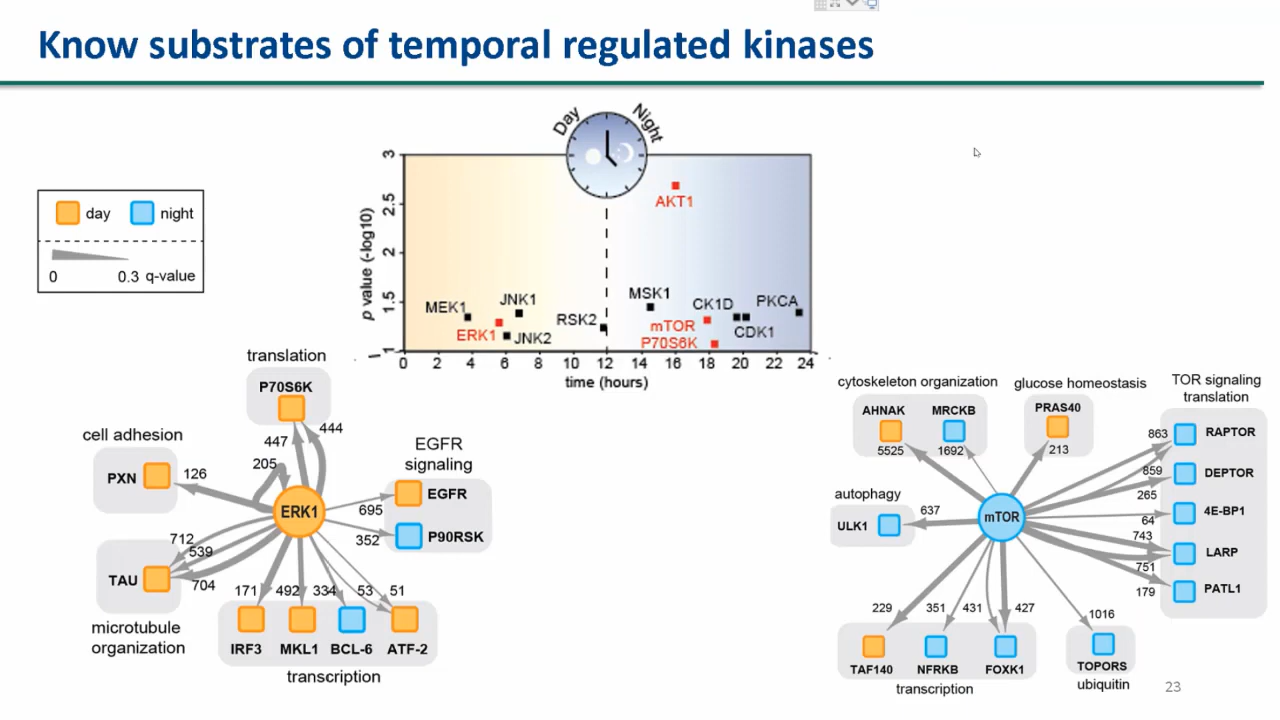 Know substrates of temporal regulated kinases
day
night
0
0.3 q-value
Day
Night
p value (-log10)
3
2.5
2
1.5
1
AKT1
MEK1
JNK1
ERK1
JNK2
RSK2
MSK1
mTOR
P70S6K
CK1D
CDK1
PKCA
0 2 4 6 8 10 12 14 16 18 20 22 24
time (hours)
translation
P70S6K
447
444
205
cell adhesion
PXN
126
EGFR
signaling
EGFR
P90RSK
695
352
ERK1
712
539
704
TAU
microtubule
organization
171
492
334
53
51
IRF3
MKL1
BCL-6
ATF-2
transcription
cytoskeleton organization
AHNAK
MRCKB
5525
1692
glucose homeostasis
PRAS40
213
TOR signaling
translation
863
RAPTOR
859
DEPTOR
265
4E-BP1
64
743
LARP
751
PATL1
179
autophagy
ULK1
637
mTOR
229
351
431
427
1016
TAF140
NFRKB
FOXK1
transcription
TOPORS
ubiquitin
23